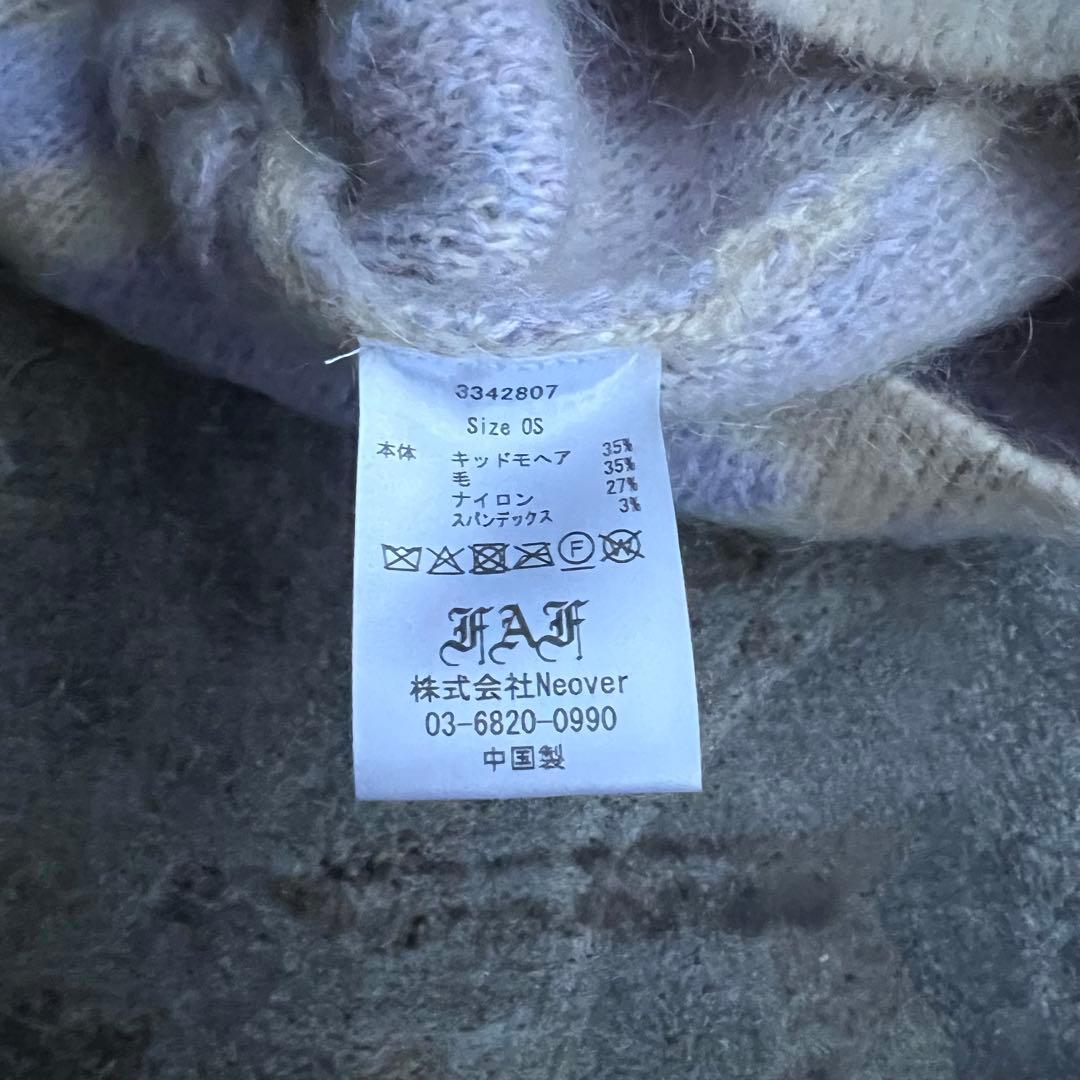 3342807
Size OS
本体 キッドモヘア 35%
毛 35%
ナイロン 27%
スパンデックス 3%
F W
FAF
株式会社Neover
03-6820-0990
中国製